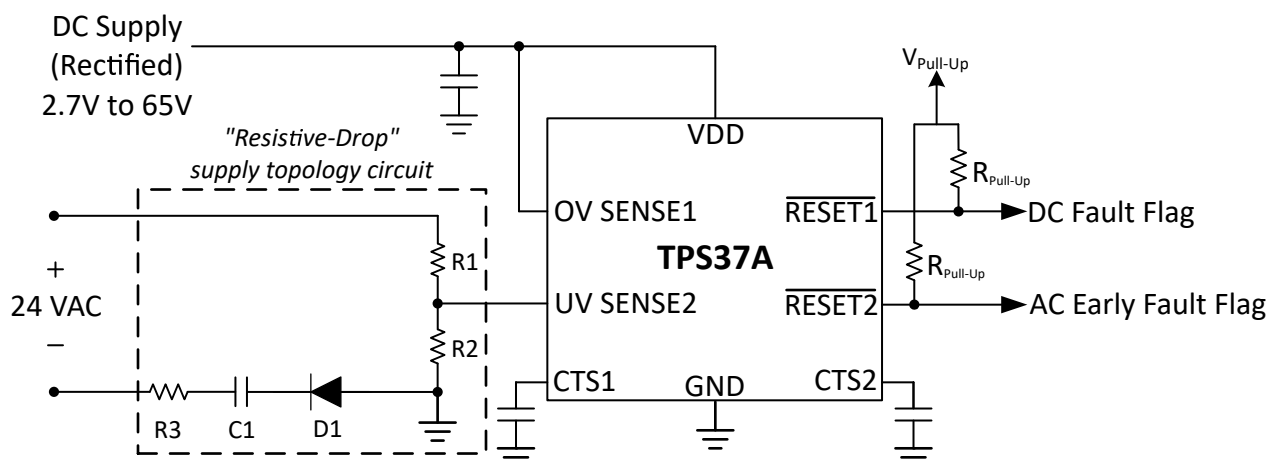 DC Supply
(Rectified)
2.7V to 65V
"Resistive-Drop"
supply topology circuit
+
24 VAC
–
R1
R2
R3
C1
D1
VDD
OV SENSE1
UV SENSE2
TPS37A
RESET1
RESET2
CTS1
GND
CTS2
VPull-Up
RPull-Up
RPull-Up
DC Fault Flag
AC Early Fault Flag